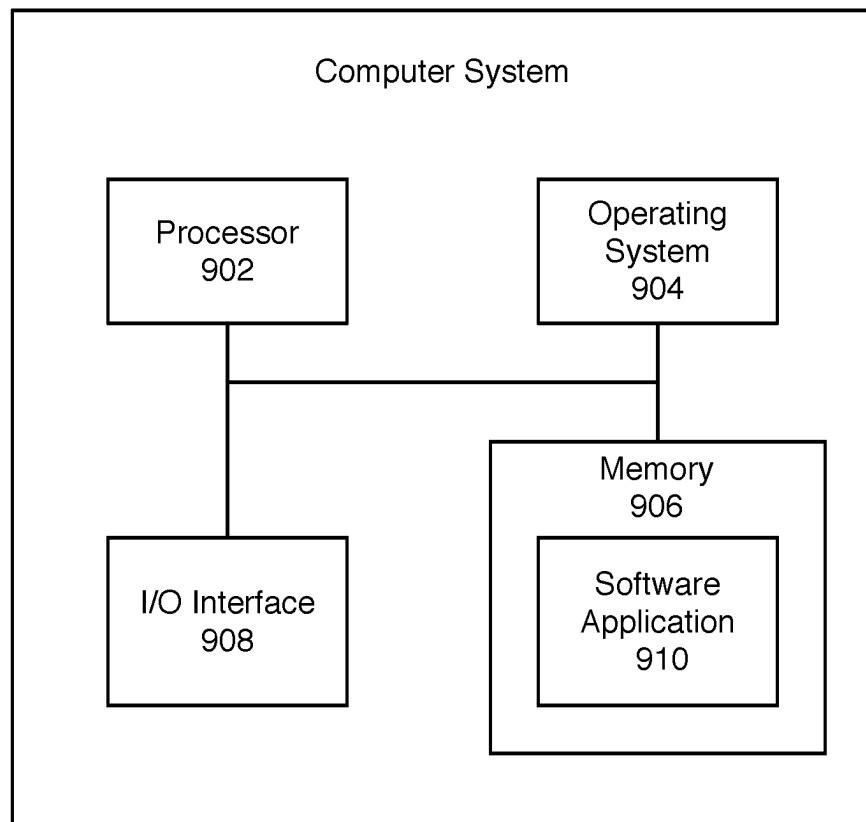 Computer System
Processor
902
Operating
System
904
I/O Interface
908
Memory
906
Software
Application
910